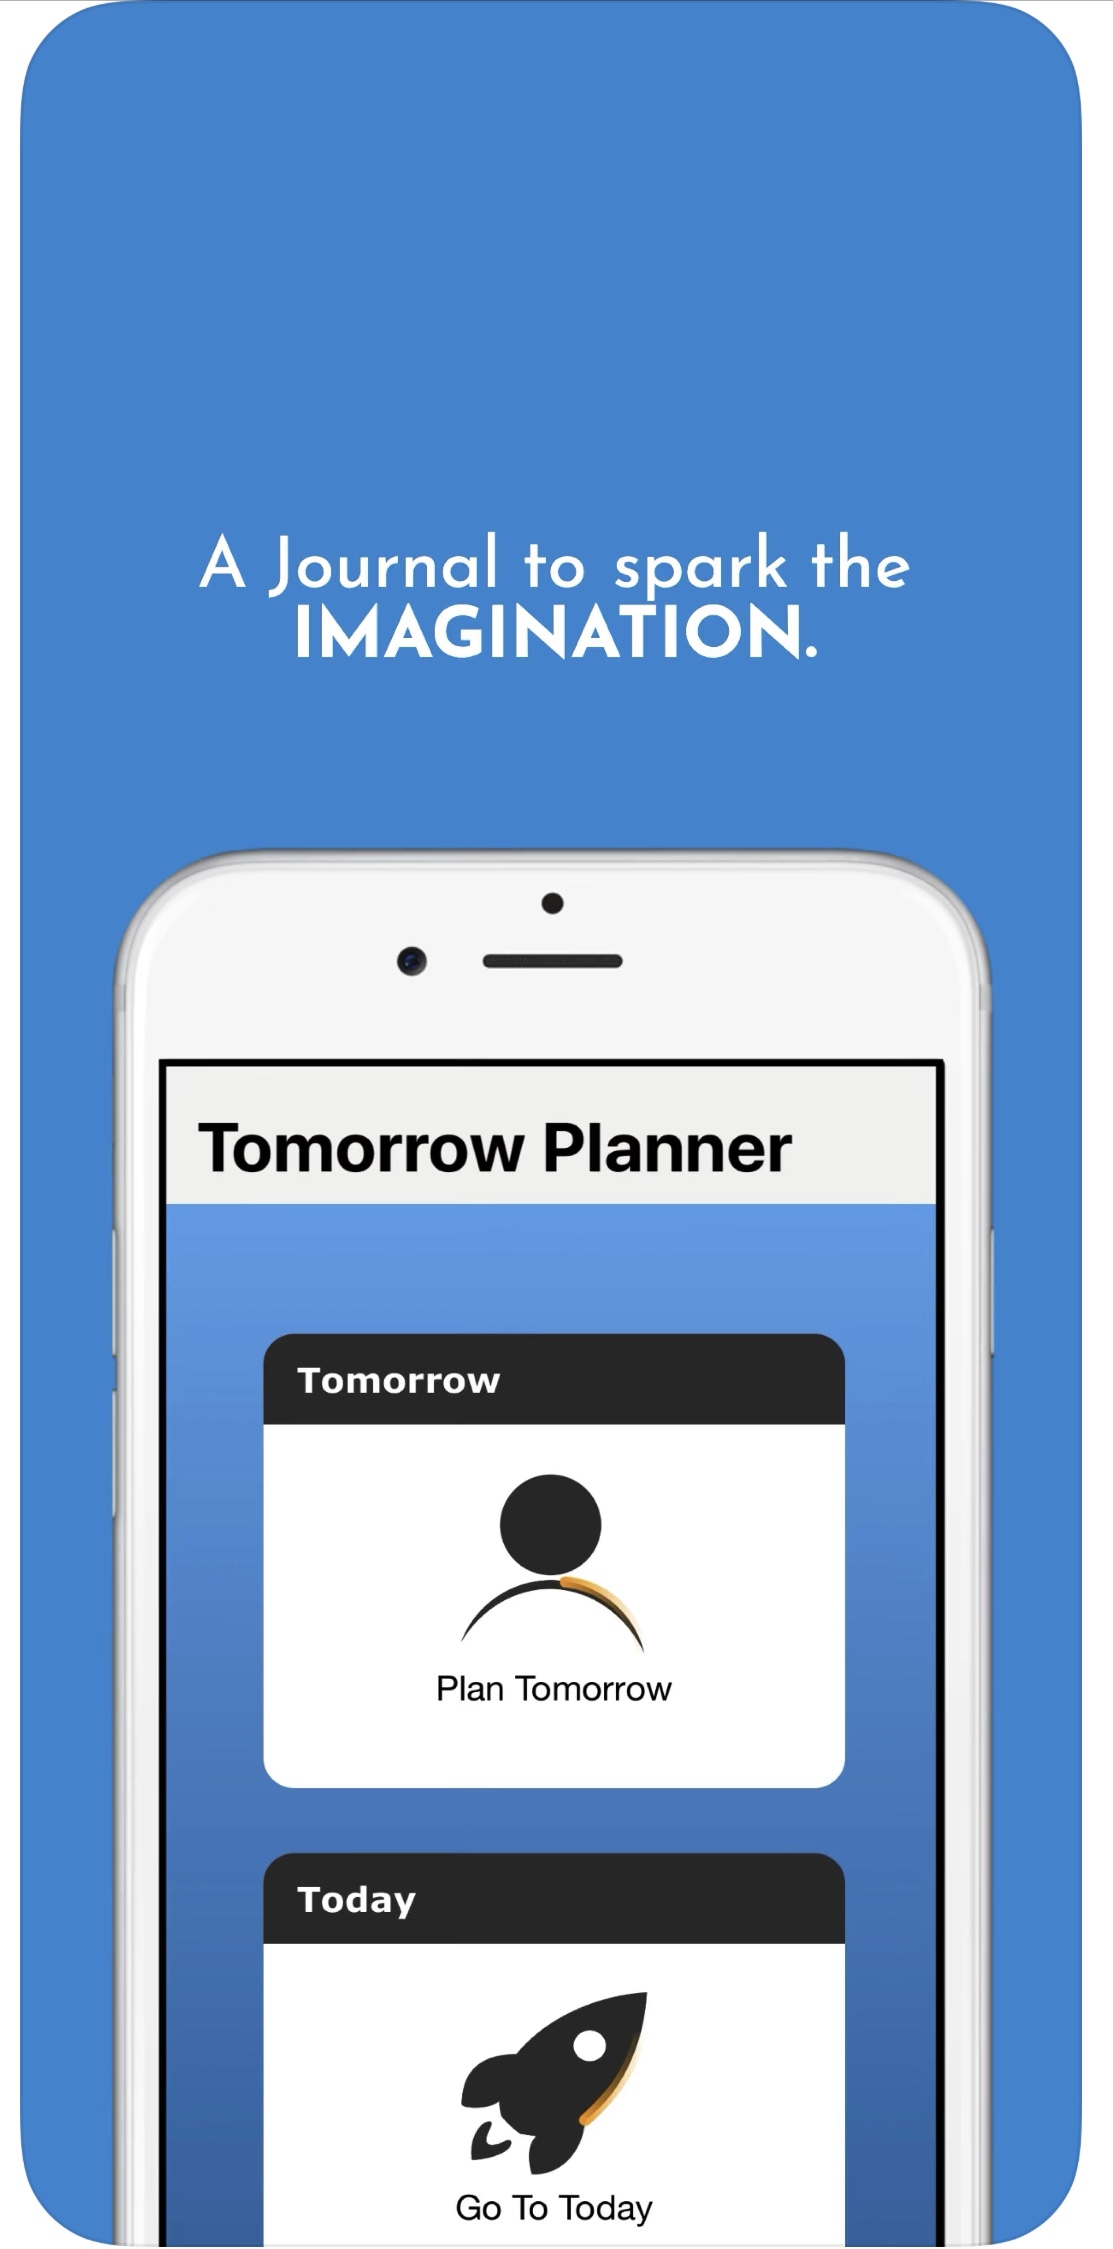 A Journal to spark the
IMAGINATION.
Tomorrow Planner
Tomorrow
Plan Tomorrow
Today
Go To Today